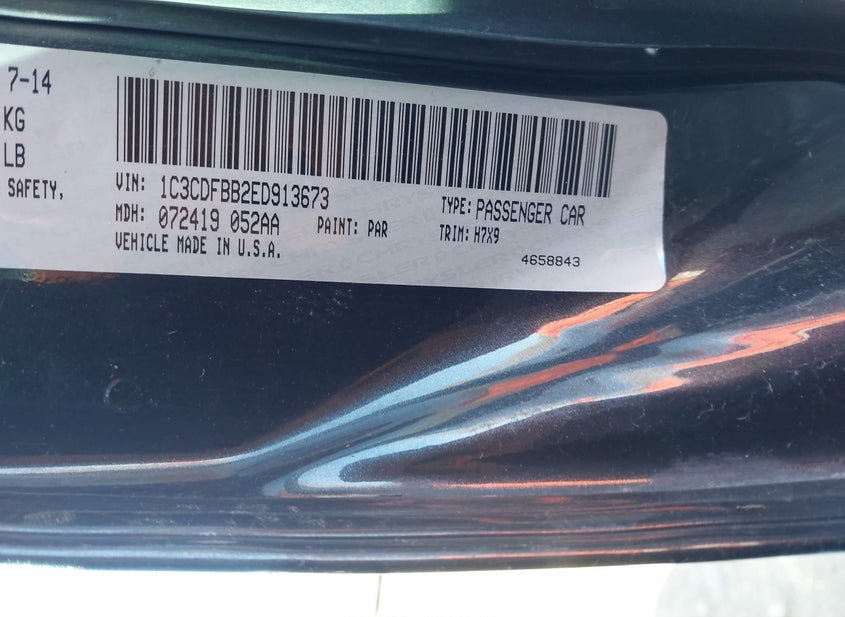 7-14
KG
LB
SAFETY,
VIN: 1C3CDFBB2ED913673
MDH: 072419 052AA
PAINT: PAR
VEHICLE MADE IN U.S.A.
TYPE: PASSENGER CAR
TRIM: H7X9
4658843